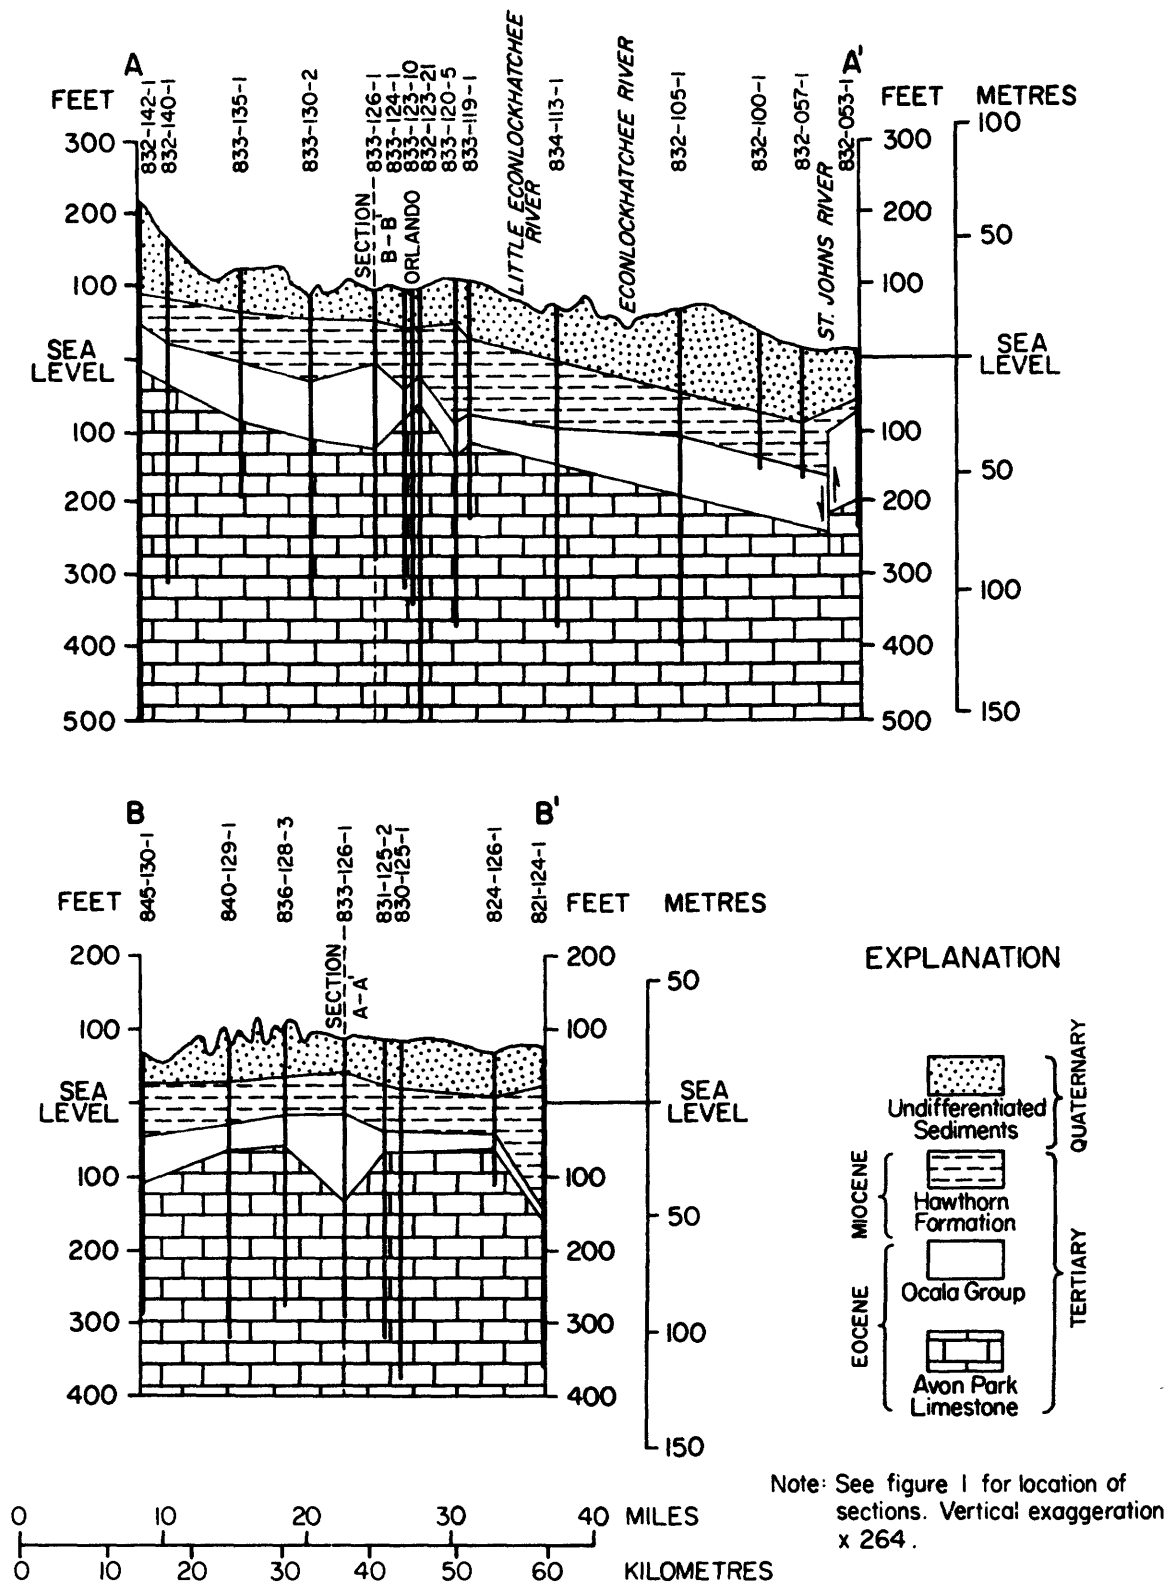 A
A'
FEET
832-142-1
832-140-1
833-135-1
833-130-2
833-126-1
833-124-1
833-123-10
832-123-21
833-120-5
833-119-1
LITTLE ECONLOCKHATCHEE
RIVER
834-113-1
ECONLOCKHATCHEE RIVER
832-105-1
832-100-1
832-057-1
ST. JOHNS RIVER
832-053-1
FEET
METRES
SECTION
B-B'
ORLANDO
300
200
100
SEA
LEVEL
100
200
300
400
500
300
200
100
100
200
300
400
500
100
50
SEA
LEVEL
50
100
150
B
B'
FEET
845-130-1
840-129-1
836-128-3
833-126-1
831-125-2
830-125-1
824-126-1
821-124-1
FEET
METRES
SECTION
A-A'
200
100
SEA
LEVEL
100
200
300
400
200
100
100
200
300
400
50
SEA
LEVEL
50
100
150
EXPLANATION
Undifferentiated
Sediments
QUATERNARY
Hawthorn
Formation
MIOCENE
Ocala Group
Avon Park
Limestone
EOCENE
TERTIARY
Note: See figure 1 for location of
sections. Vertical exaggeration
x 264.
0 10 20 30 40 MILES
0 10 20 30 40 50 60 KILOMETRES